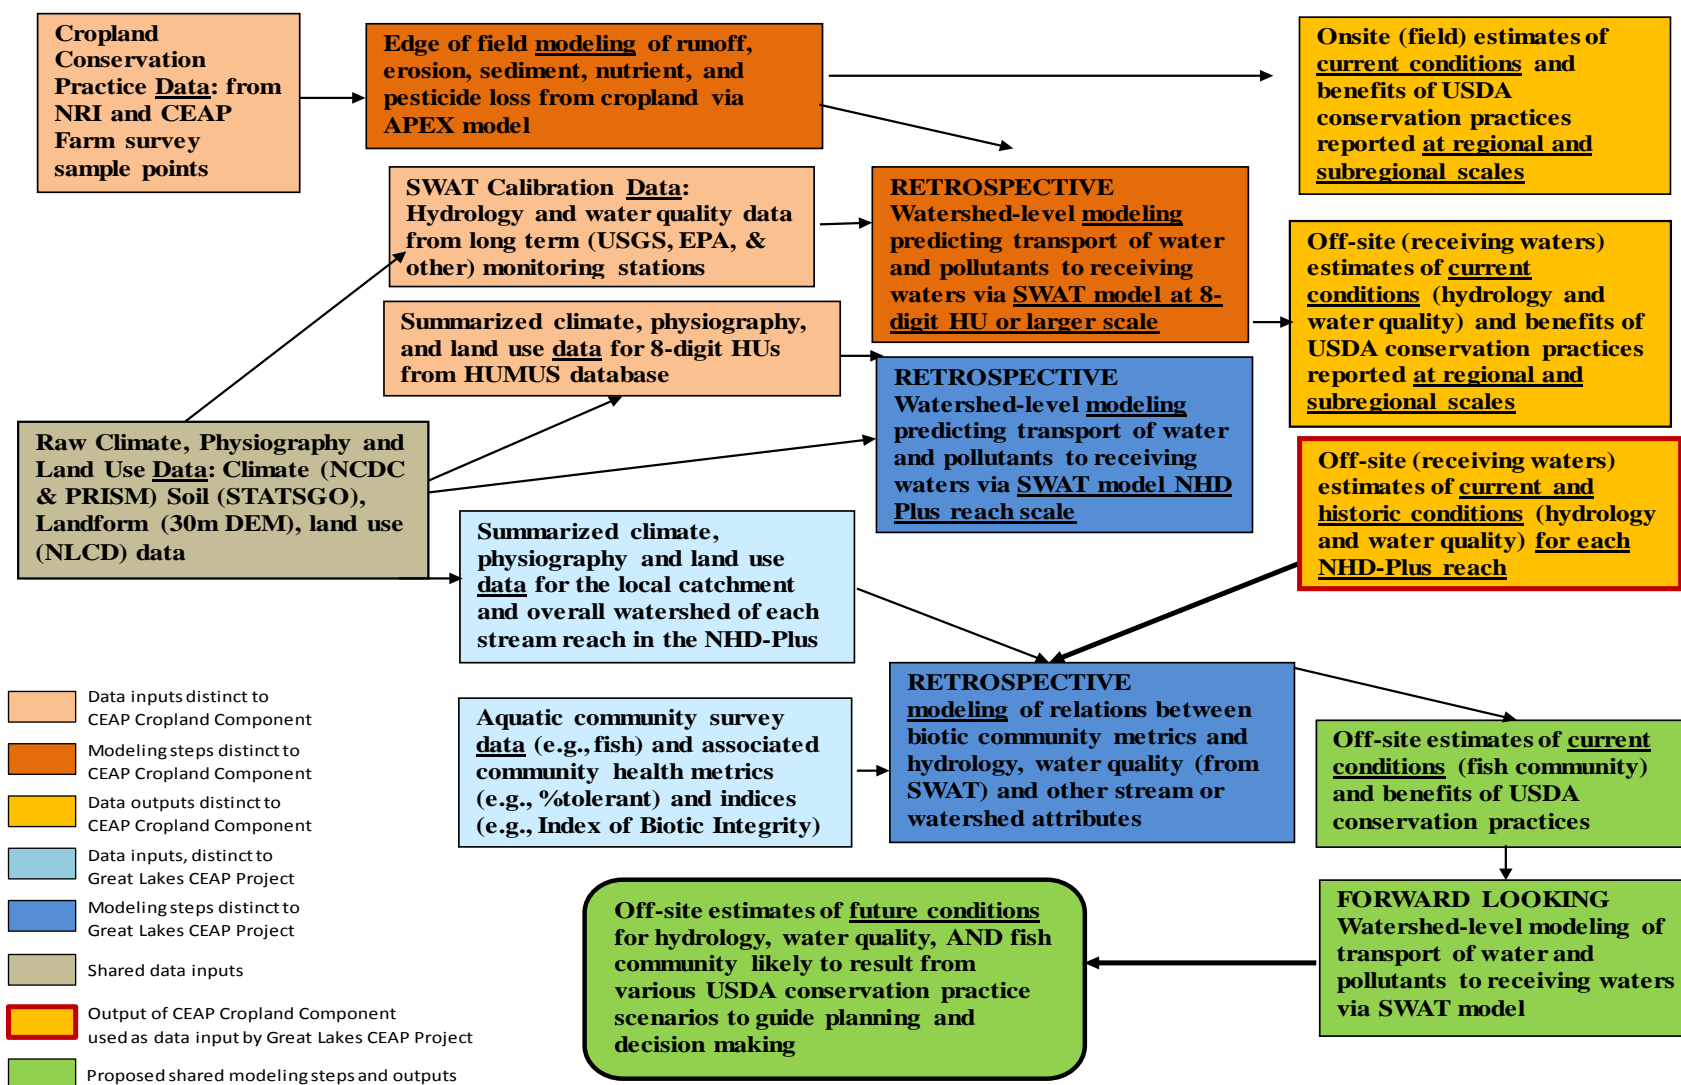 Cropland
Conservation
Practice Data: from
NRI and CEAP
Farm survey
sample points
Edge of field modeling of runoff,
erosion, sediment, nutrient, and
pesticide loss from cropland via
APEX model
Onsite (field) estimates of
current conditions and
benefits of USDA
conservation practices
reported at regional and
subregional scales
SWAT Calibration Data:
Hydrology and water quality data
from long term (USGS, EPA, &
other) monitoring stations
RETROSPECTIVE
Watershed-level modeling
predicting transport of water
and pollutants to receiving
waters via SWAT model at 8-
digit HU or larger scale
Off-site (receiving waters)
estimates of current
conditions (hydrology and
water quality) and benefits of
USDA conservation practices
reported at regional and
subregional scales
Summarized climate, physiography,
and land use data for 8-digit HUs
from HUMUS database
RETROSPECTIVE
Watershed-level modeling
predicting transport of water
and pollutants to receiving
waters via SWAT model NHD
Plus reach scale
Raw Climate, Physiography and
Land Use Data: Climate (NCDC
& PRISM) Soil (STATSGO),
Landform (30m DEM), land use
(NLCD) data
Off-site (receiving waters)
estimates of current and
historic conditions (hydrology
and water quality) for each
NHD-Plus reach
Summarized climate,
physiography and land use
data for the local catchment
and overall watershed of each
stream reach in the NHD-Plus
RETROSPECTIVE
modeling of relations between
biotic community metrics and
hydrology, water quality (from
SWAT) and other stream or
watershed attributes
Aquatic community survey
data (e.g., fish) and associated
community health metrics
(e.g., %tolerant) and indices
(e.g., Index of Biotic Integrity)
Off-site estimates of current
conditions (fish community)
and benefits of USDA
conservation practices
FORWARD LOOKING
Watershed-level modeling of
transport of water and
pollutants to receiving waters
via SWAT model
Off-site estimates of future conditions
for hydrology, water quality, AND fish
community likely to result from
various USDA conservation practice
scenarios to guide planning and
decision making
Data inputs distinct to
CEAP Cropland Component
Modeling steps distinct to
CEAP Cropland Component
Data outputs distinct to
CEAP Cropland Component
Data inputs, distinct to
Great Lakes CEAP Project
Modeling steps distinct to
Great Lakes CEAP Project
Shared data inputs
Output of CEAP Cropland Component
used as data input by Great Lakes CEAP Project
Proposed shared modeling steps and outputs